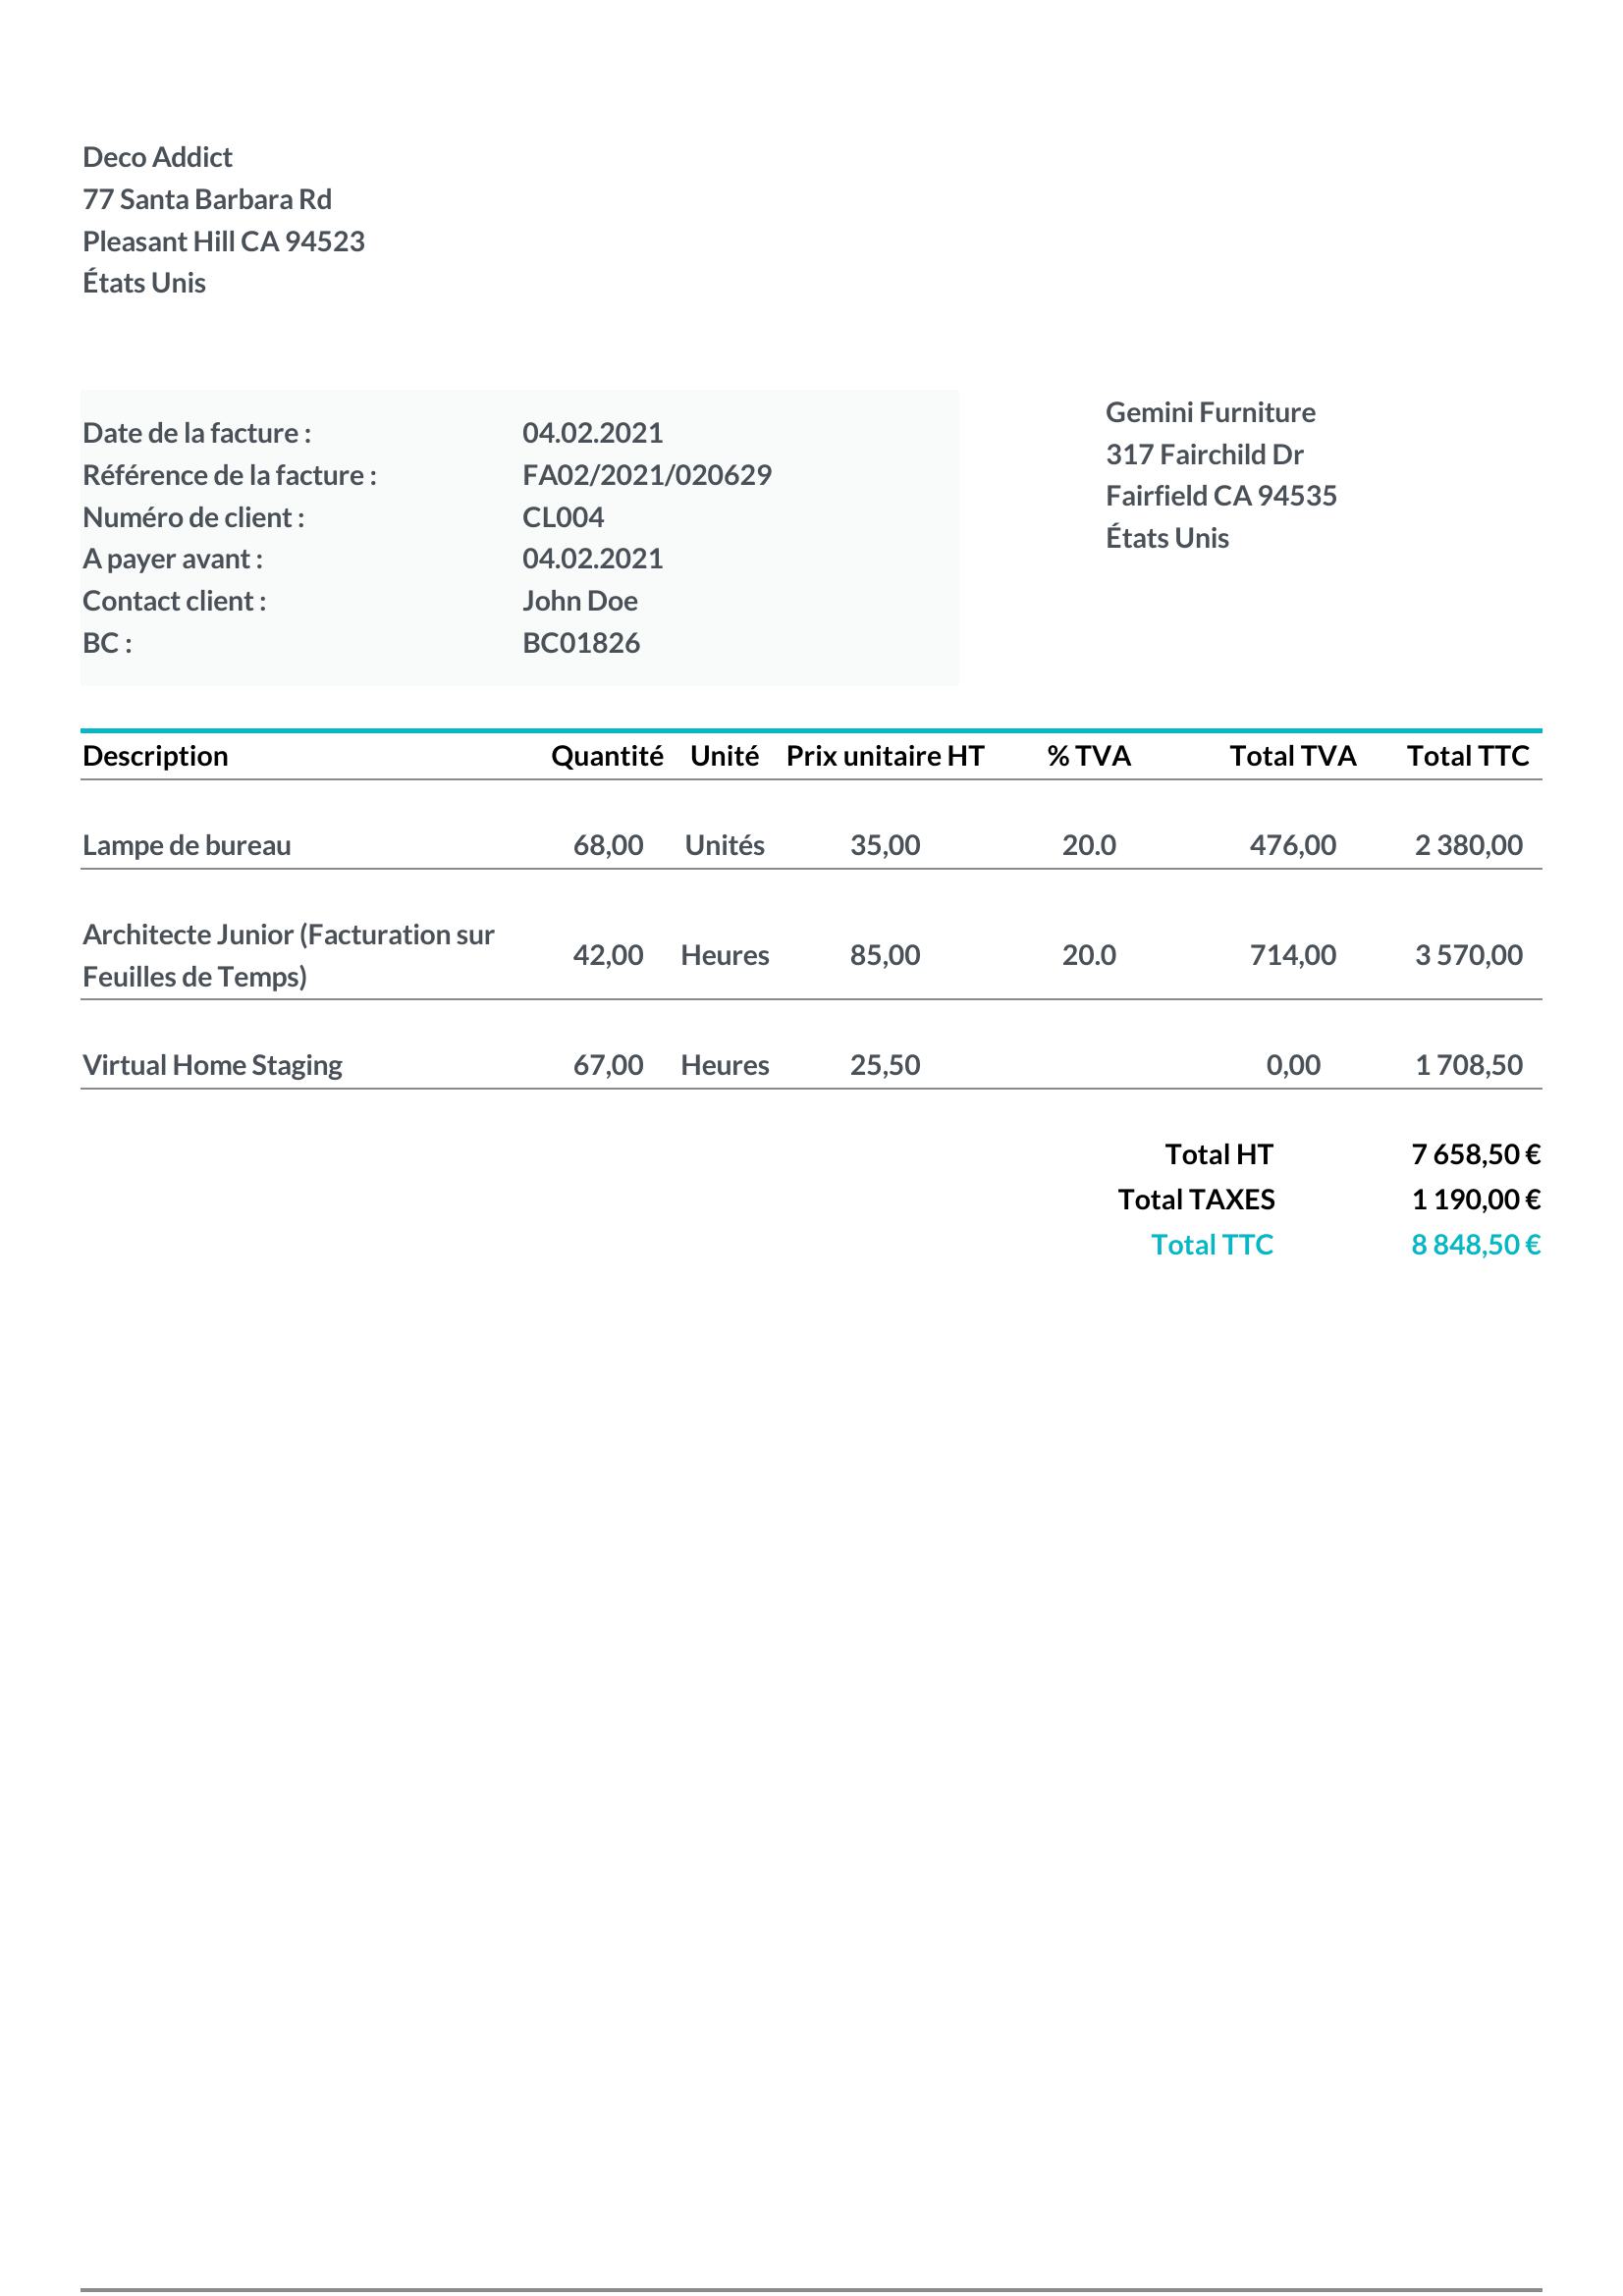 Deco Addict
77 Santa Barbara Rd
Pleasant Hill CA 94523
États Unis
Date de la facture : 04.02.2021
Référence de la facture : FA02/2021/020629
Numéro de client : CL004
A payer avant : 04.02.2021
Contact client : John Doe
BC : BC01826
Gemini Furniture
317 Fairchild Dr
Fairfield CA 94535
États Unis
Description Quantité Unité Prix unitaire HT % TVA Total TVA Total TTC
Lampe de bureau 68,00 Unités 35,00 20.0 476,00 2 380,00
Architecte Junior (Facturation sur
Feuilles de Temps) 42,00 Heures 85,00 20.0 714,00 3 570,00
Virtual Home Staging 67,00 Heures 25,50 0,00 1 708,50
Total HT 7 658,50 €
Total TAXES 1 190,00 €
Total TTC 8 848,50 €